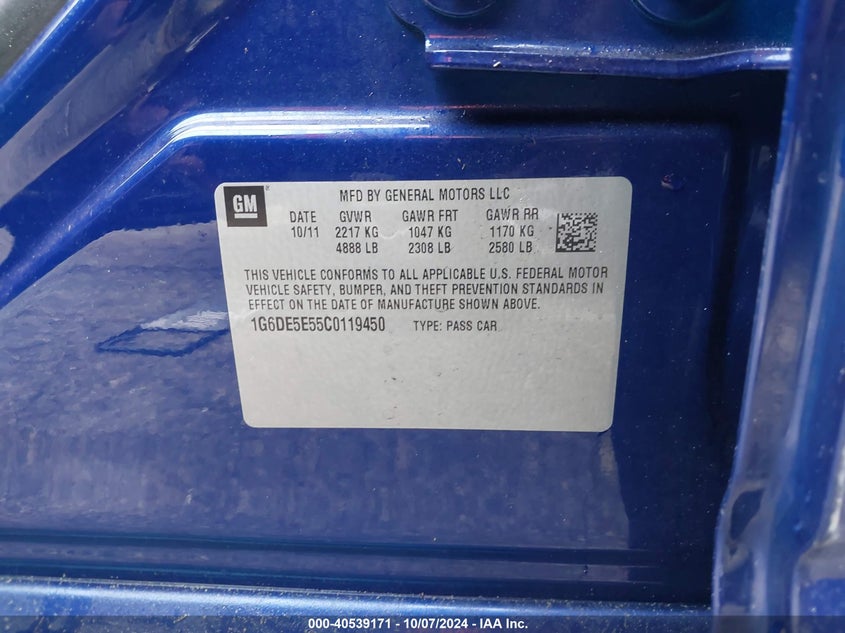 GM
MFD BY GENERAL MOTORS LLC
DATE GVWR GAWR FRT GAWR RR
10/11 2217 KG 1047 KG 1170 KG
4888 LB 2308 LB 2580 LB
THIS VEHICLE CONFORMS TO ALL APPLICABLE U.S. FEDERAL MOTOR
VEHICLE SAFETY, BUMPER, AND THEFT PREVENTION STANDARDS IN
EFFECT ON THE DATE OF MANUFACTURE SHOWN ABOVE.
1G6DE5E55C0119450 TYPE: PASS CAR
000-40539171 - 10/07/2024 - IAA Inc.